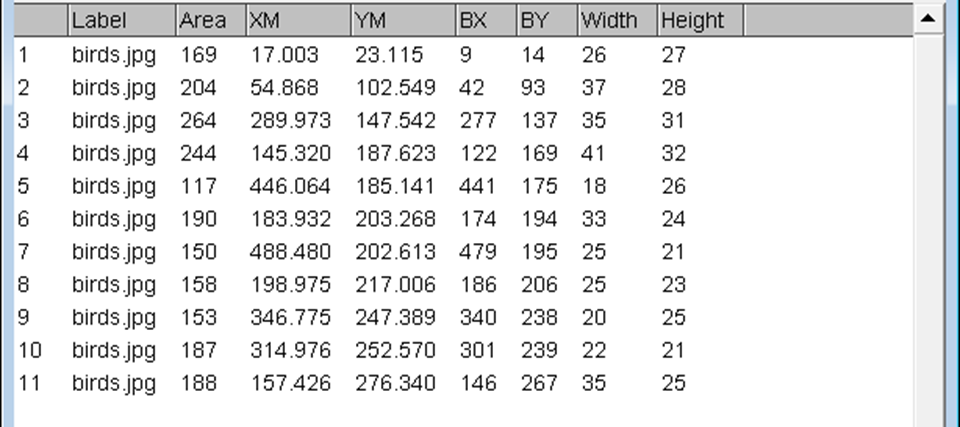 Label Area XM YM BX BY Width Height
1 birds.jpg 169 17.003 23.115 9 14 26 27
2 birds.jpg 204 54.868 102.549 42 93 37 28
3 birds.jpg 264 289.973 147.542 277 137 35 31
4 birds.jpg 244 145.320 187.623 122 169 41 32
5 birds.jpg 117 446.064 185.141 441 175 18 26
6 birds.jpg 190 183.932 203.268 174 194 33 24
7 birds.jpg 150 488.480 202.613 479 195 25 21
8 birds.jpg 158 198.975 217.006 186 206 25 23
9 birds.jpg 153 346.775 247.389 340 238 20 25
10 birds.jpg 187 314.976 252.570 301 239 22 21
11 birds.jpg 188 157.426 276.340 146 267 35 25